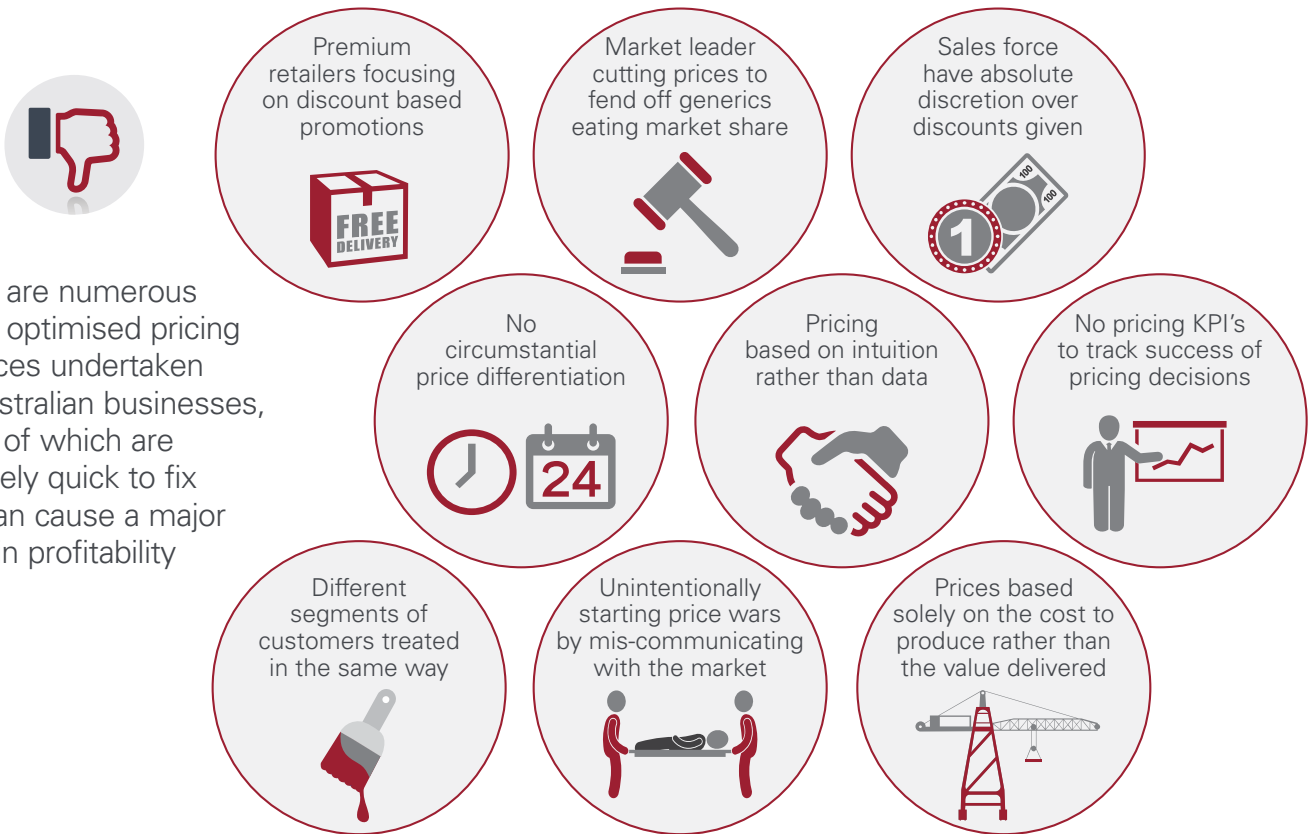 Premium
retailers focusing
on discount based
promotions
FREE
DELIVERY
Market leader
cutting prices to
fend off generics
eating market share
Sales force
have absolute
discretion over
discounts given
100
100
1
are numerous
optimised pricing
ces undertaken
stralian businesses,
of which are
ely quick to fix
an cause a major
n profitability
No
circumstantial
price differentiation
24
Pricing
based on intuition
rather than data
No pricing KPI's
to track success of
pricing decisions
Different
segments of
customers treated
in the same way
Unintentionally
starting price wars
by mis-communicating
with the market
Prices based
solely on the cost to
produce rather than
the value delivered